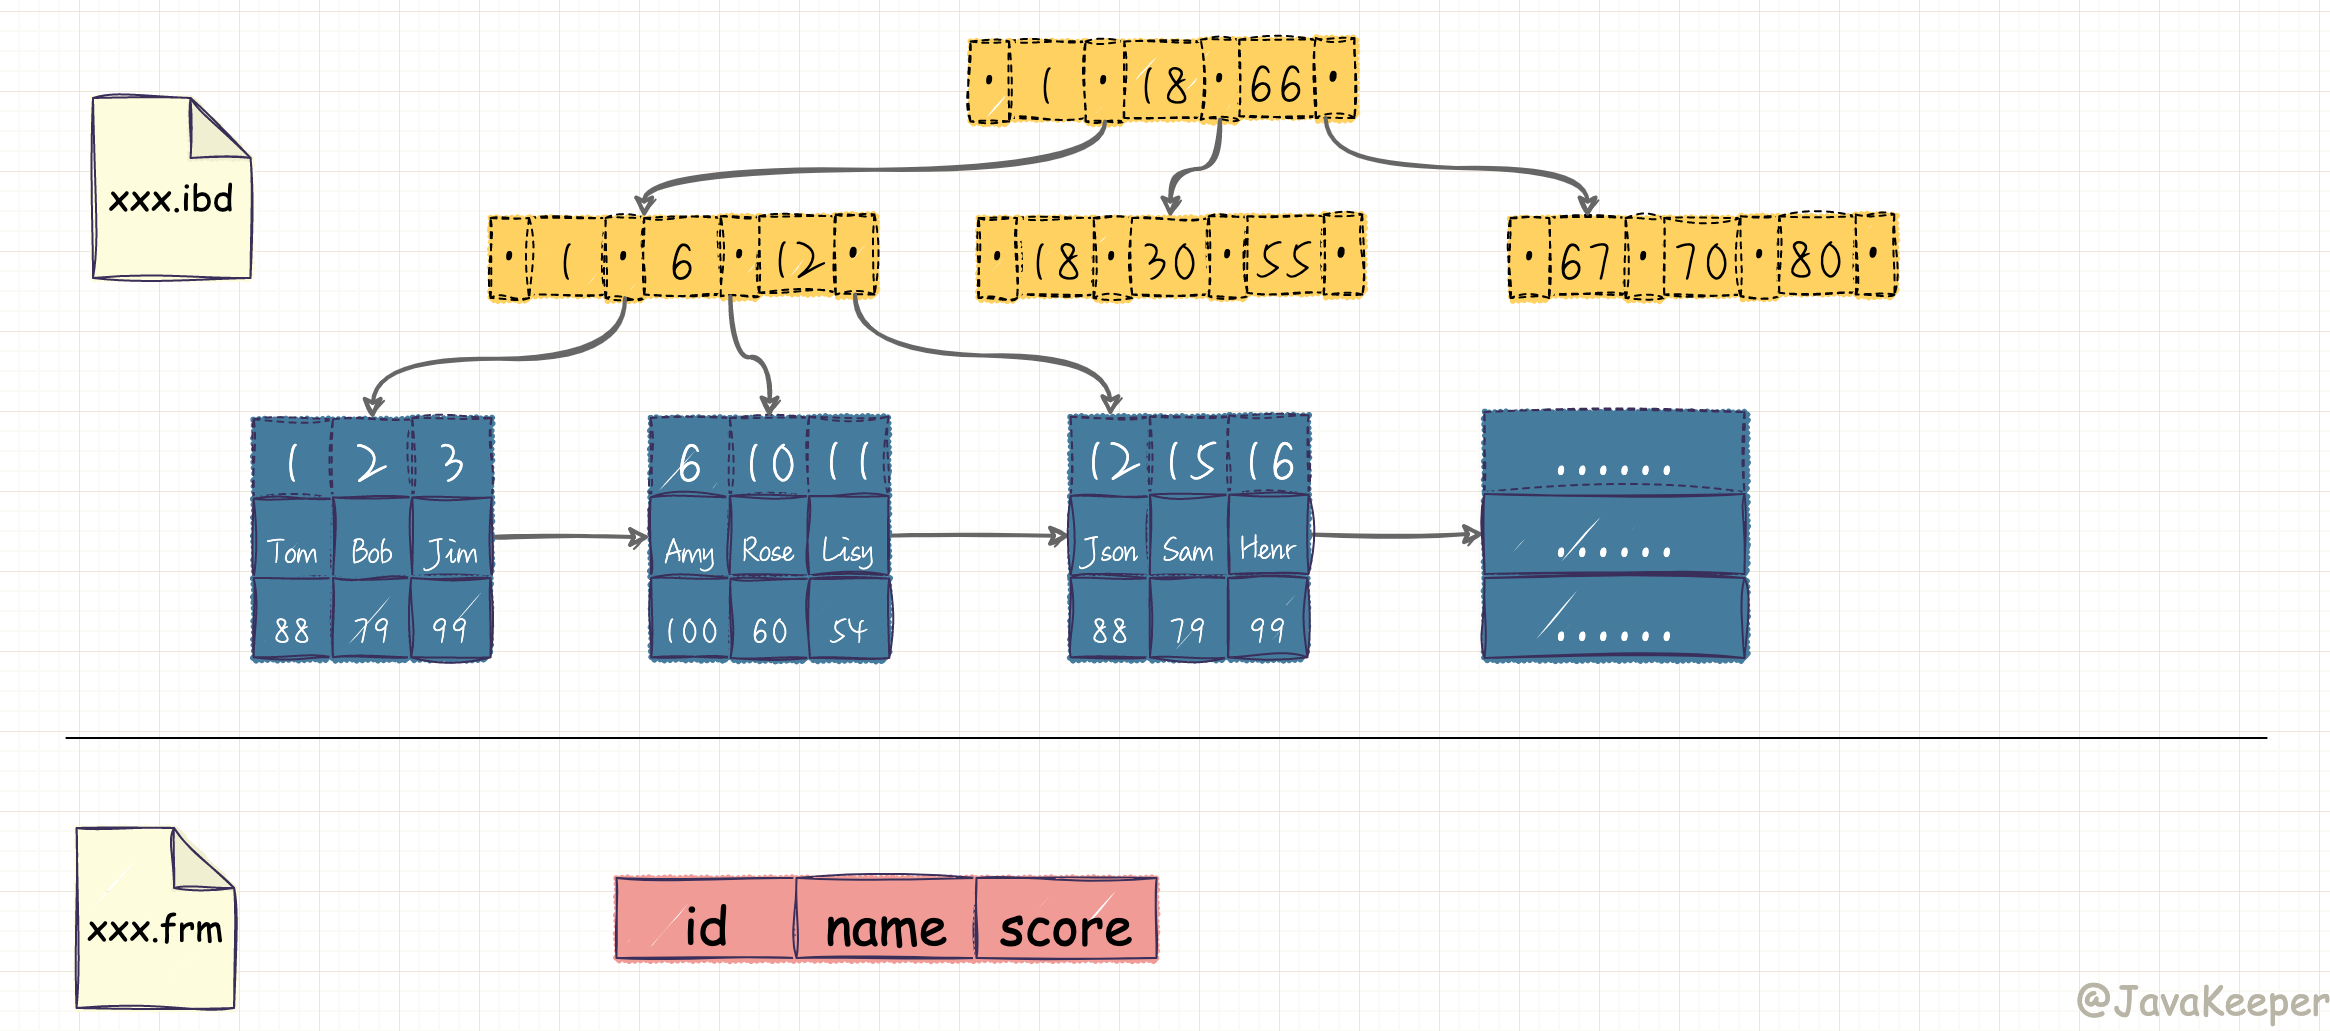 1 18 66
xxx.ibd
1 6 12
18 30 55
67 70 80
1 2 3
Tom Bob Jim
88 79 99
6 10 11
Amy Rose Lisy
100 60 54
12 15 16
Json Sam Henr
88 79 99
......
......
......
xxx.frm
id name score
@JavaKeeper